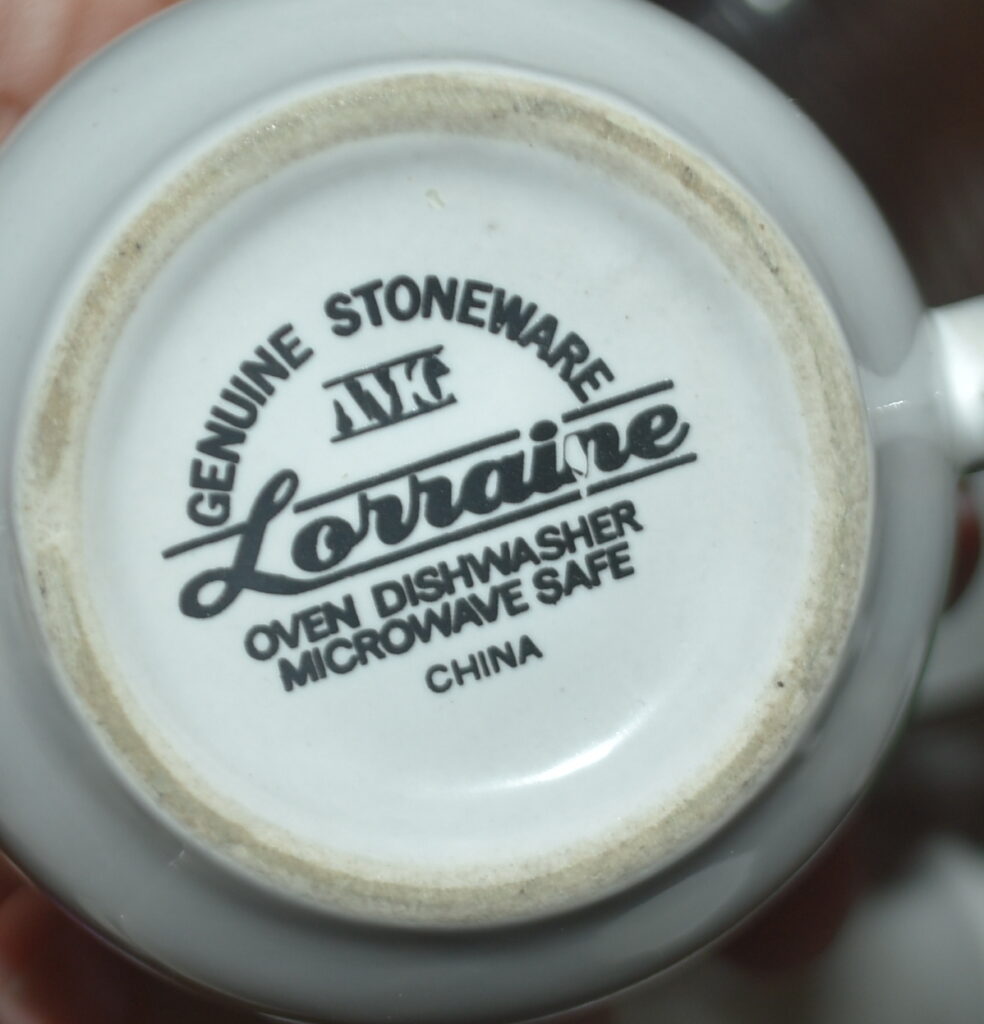 GENUINE STONEWARE
Lorraine
OVEN DISHWASHER
MICROWAVE SAFE
CHINA